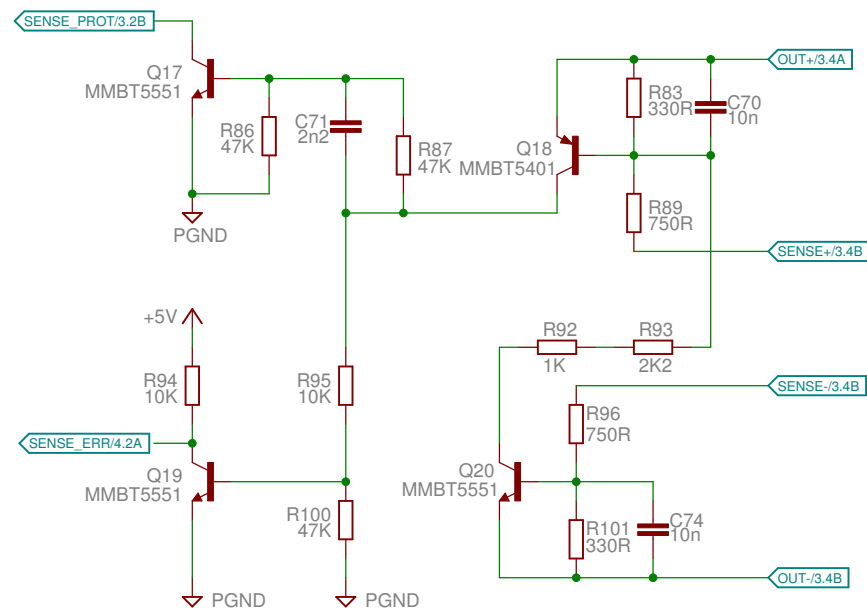 SENSE_PROT/3.2B
OUT+/3.4A
Q17
MMBT5551
R83
330R
C70
10n
R86
47K
C71
2n2
R87
47K
Q18
MMBT5401
R89
750R
PGND
SENSE+/3.4B
+5V
R92
1K
R93
2K2
R94
10K
R95
10K
SENSE-/3.4B
R96
750R
SENSE_ERR/4.2A
Q19
MMBT5551
Q20
MMBT5551
R100
47K
R101
330R
C74
10n
OUT-/3.4B
PGND
PGND